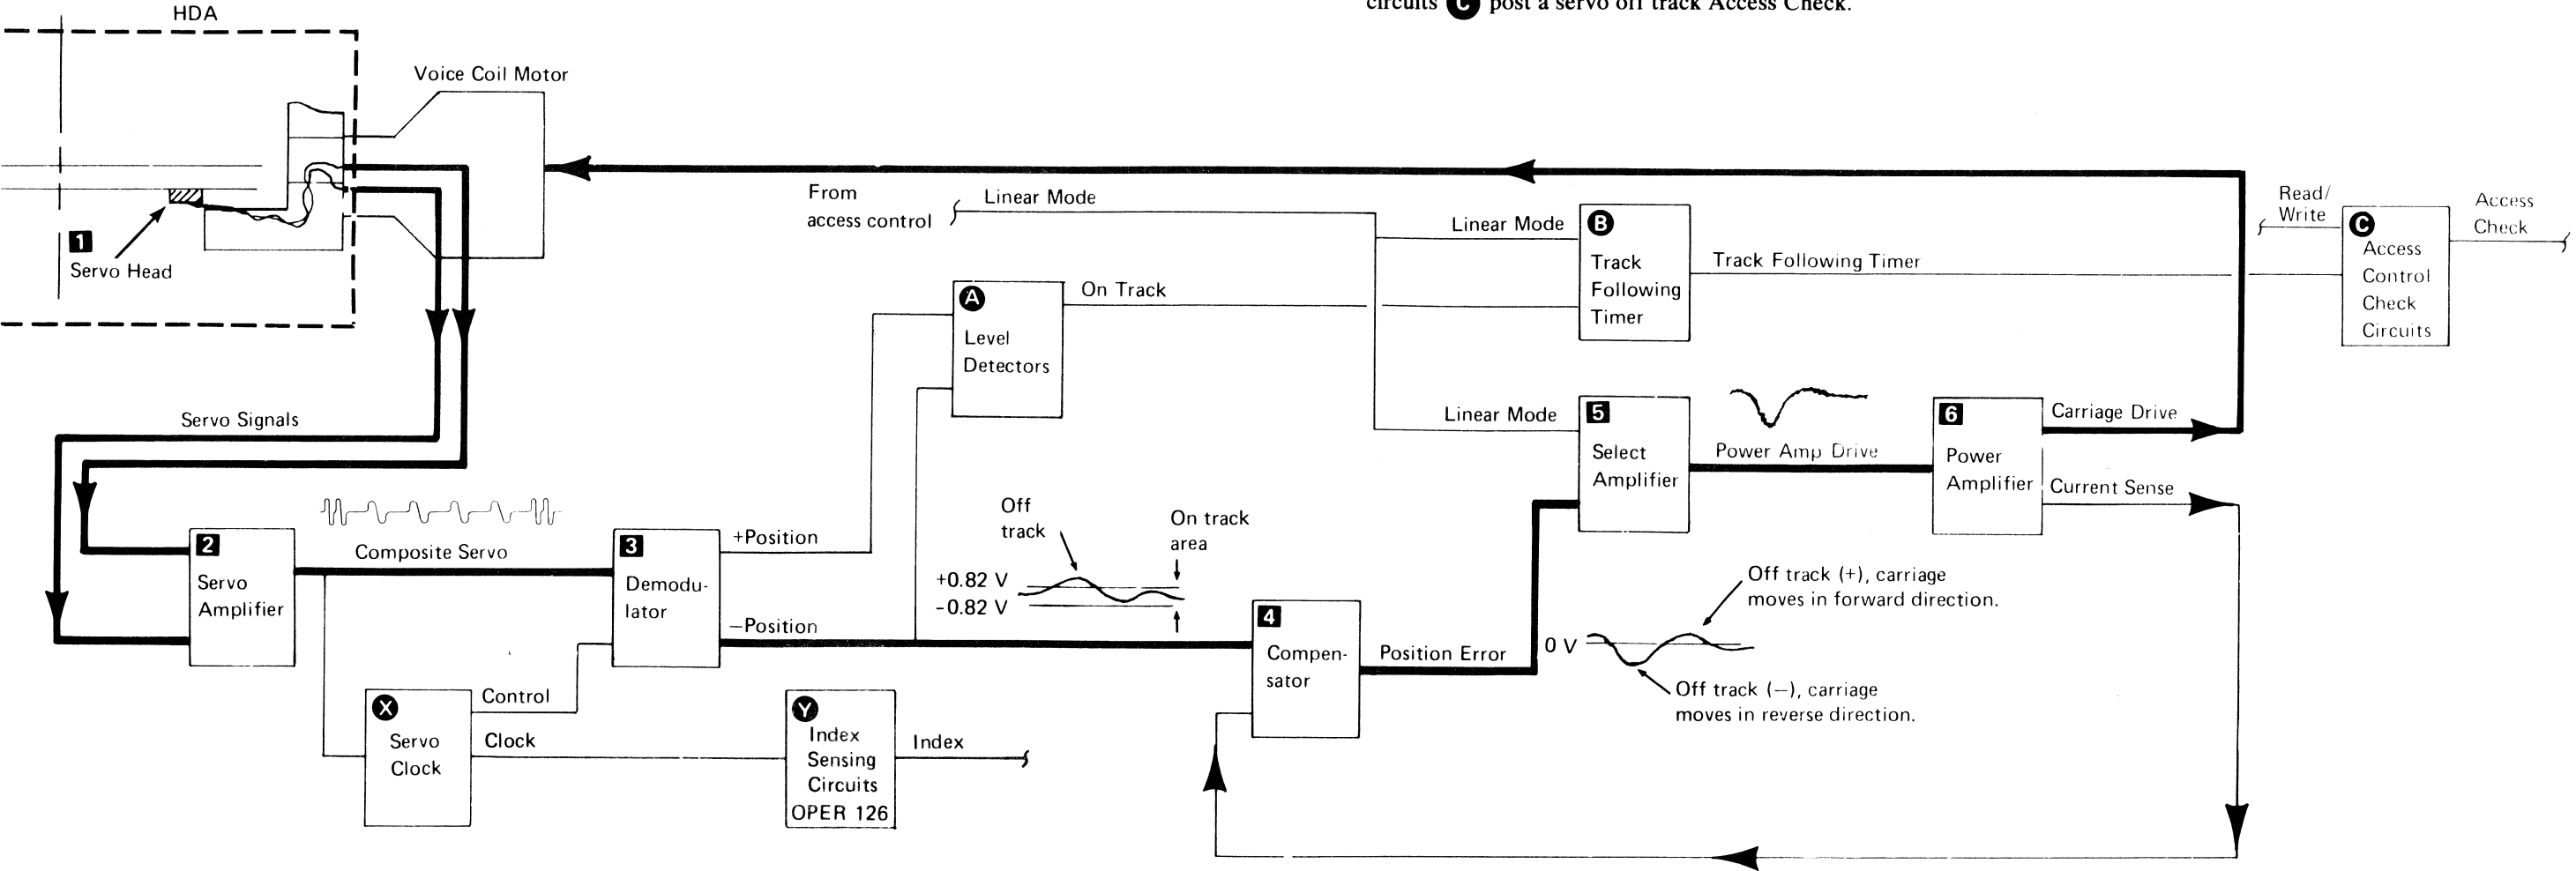 circuits C post a servo off track Access Check.
HDA
Voice Coil Motor
1
Servo Head
From
access control
Linear Mode
Linear Mode
B
Track
Following
Timer
Track Following Timer
Read/
Write
C
Access
Control
Check
Circuits
Access
Check
A
Level
Detectors
On Track
Servo Signals
Linear Mode
5
Select
Amplifier
Power Amp Drive
6
Power
Amplifier
Carriage Drive
Current Sense
2
Servo
Amplifier
Composite Servo
3
Demodu-
lator
+Position
−Position
Off
track
On track
area
+0.82 V
−0.82 V
4
Compen-
sator
Position Error
0 V
Off track (+), carriage
moves in forward direction.
Off track (−), carriage
moves in reverse direction.
X
Servo
Clock
Control
Clock
Y
Index
Sensing
Circuits
OPER 126
Index